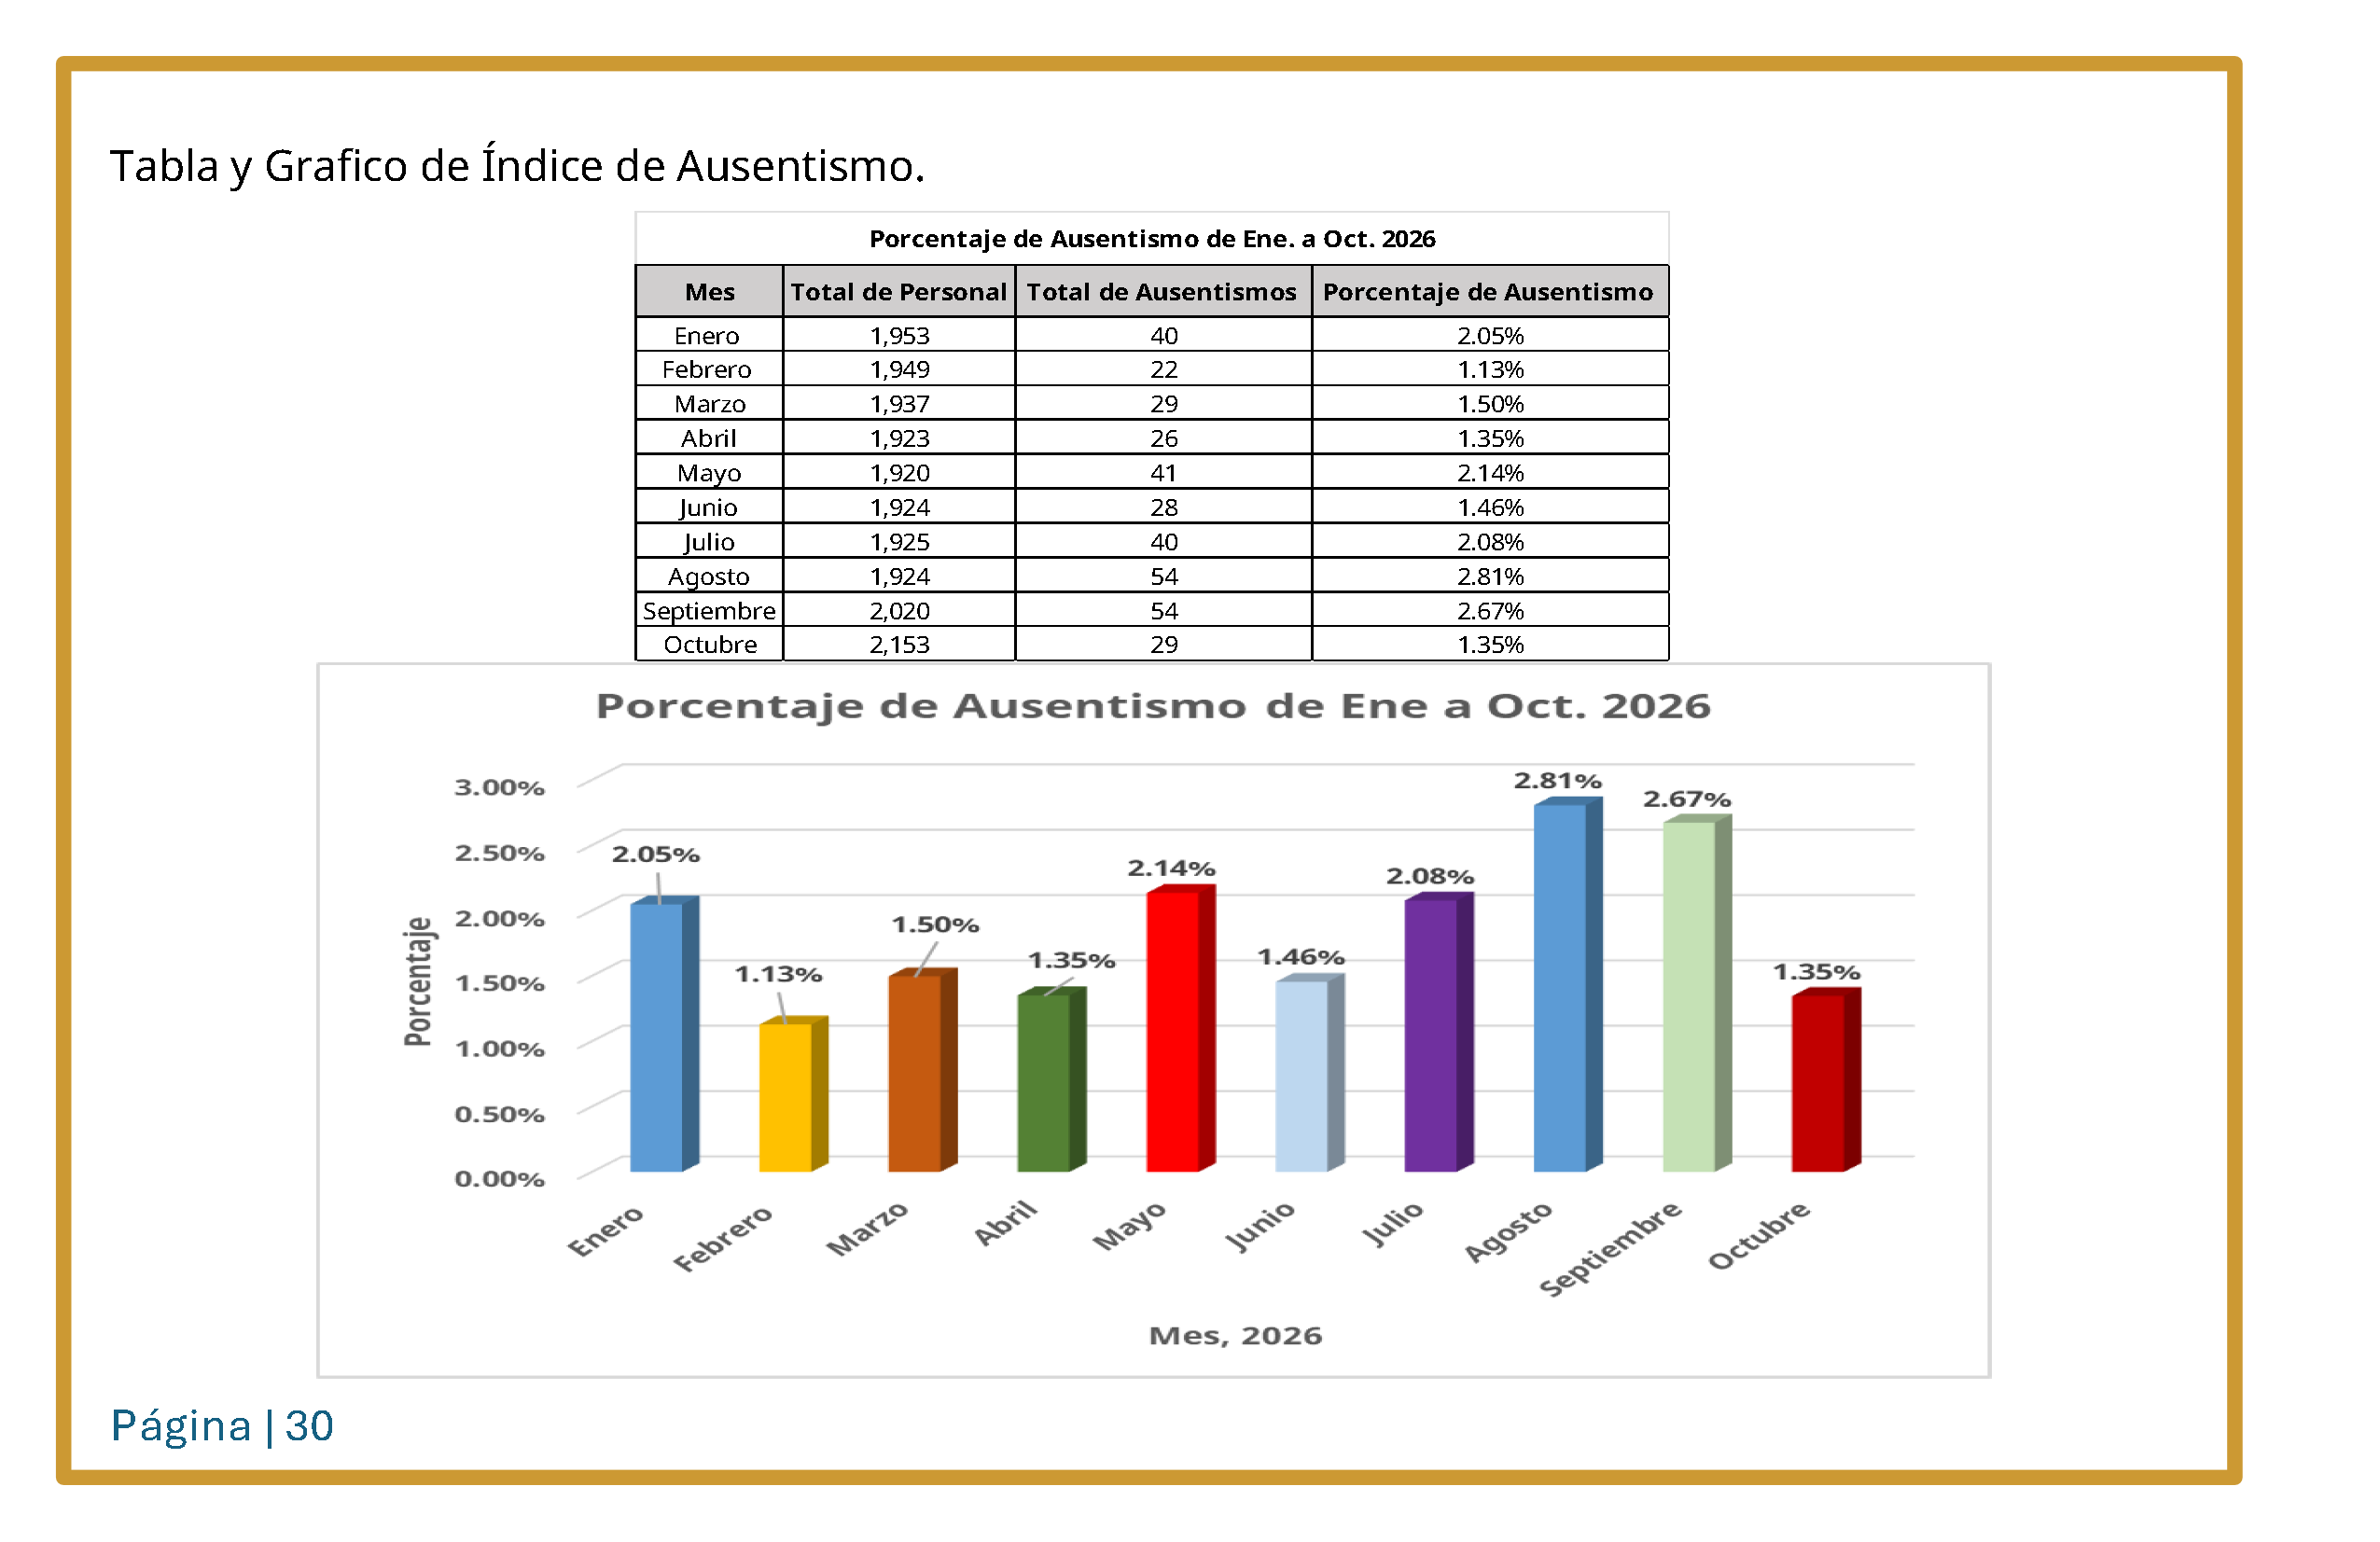 Tabla y Grafico de Índice de Ausentismo.
Porcentaje de Ausentismo de Ene. a Oct. 2026
Mes Total de Personal Total de Ausentismos Porcentaje de Ausentismo
Enero 1,953 40 2.05%
Febrero 1,949 22 1.13%
Marzo 1,937 29 1.50%
Abril 1,923 26 1.35%
Mayo 1,920 41 2.14%
Junio 1,924 28 1.46%
Julio 1,925 40 2.08%
Agosto 1,924 54 2.81%
Septiembre 2,020 54 2.67%
Octubre 2,153 29 1.35%
Porcentaje de Ausentismo de Ene a Oct. 2026
Porcentaje
3.00%
2.50%
2.00%
1.50%
1.00%
0.50%
0.00%
2.05%
1.13%
1.50%
1.35%
2.14%
1.46%
2.08%
2.81%
2.67%
1.35%
Enero
Febrero
Marzo
Abril
Mayo
Junio
Julio
Agosto
Septiembre
Octubre
Mes, 2026
Página | 30